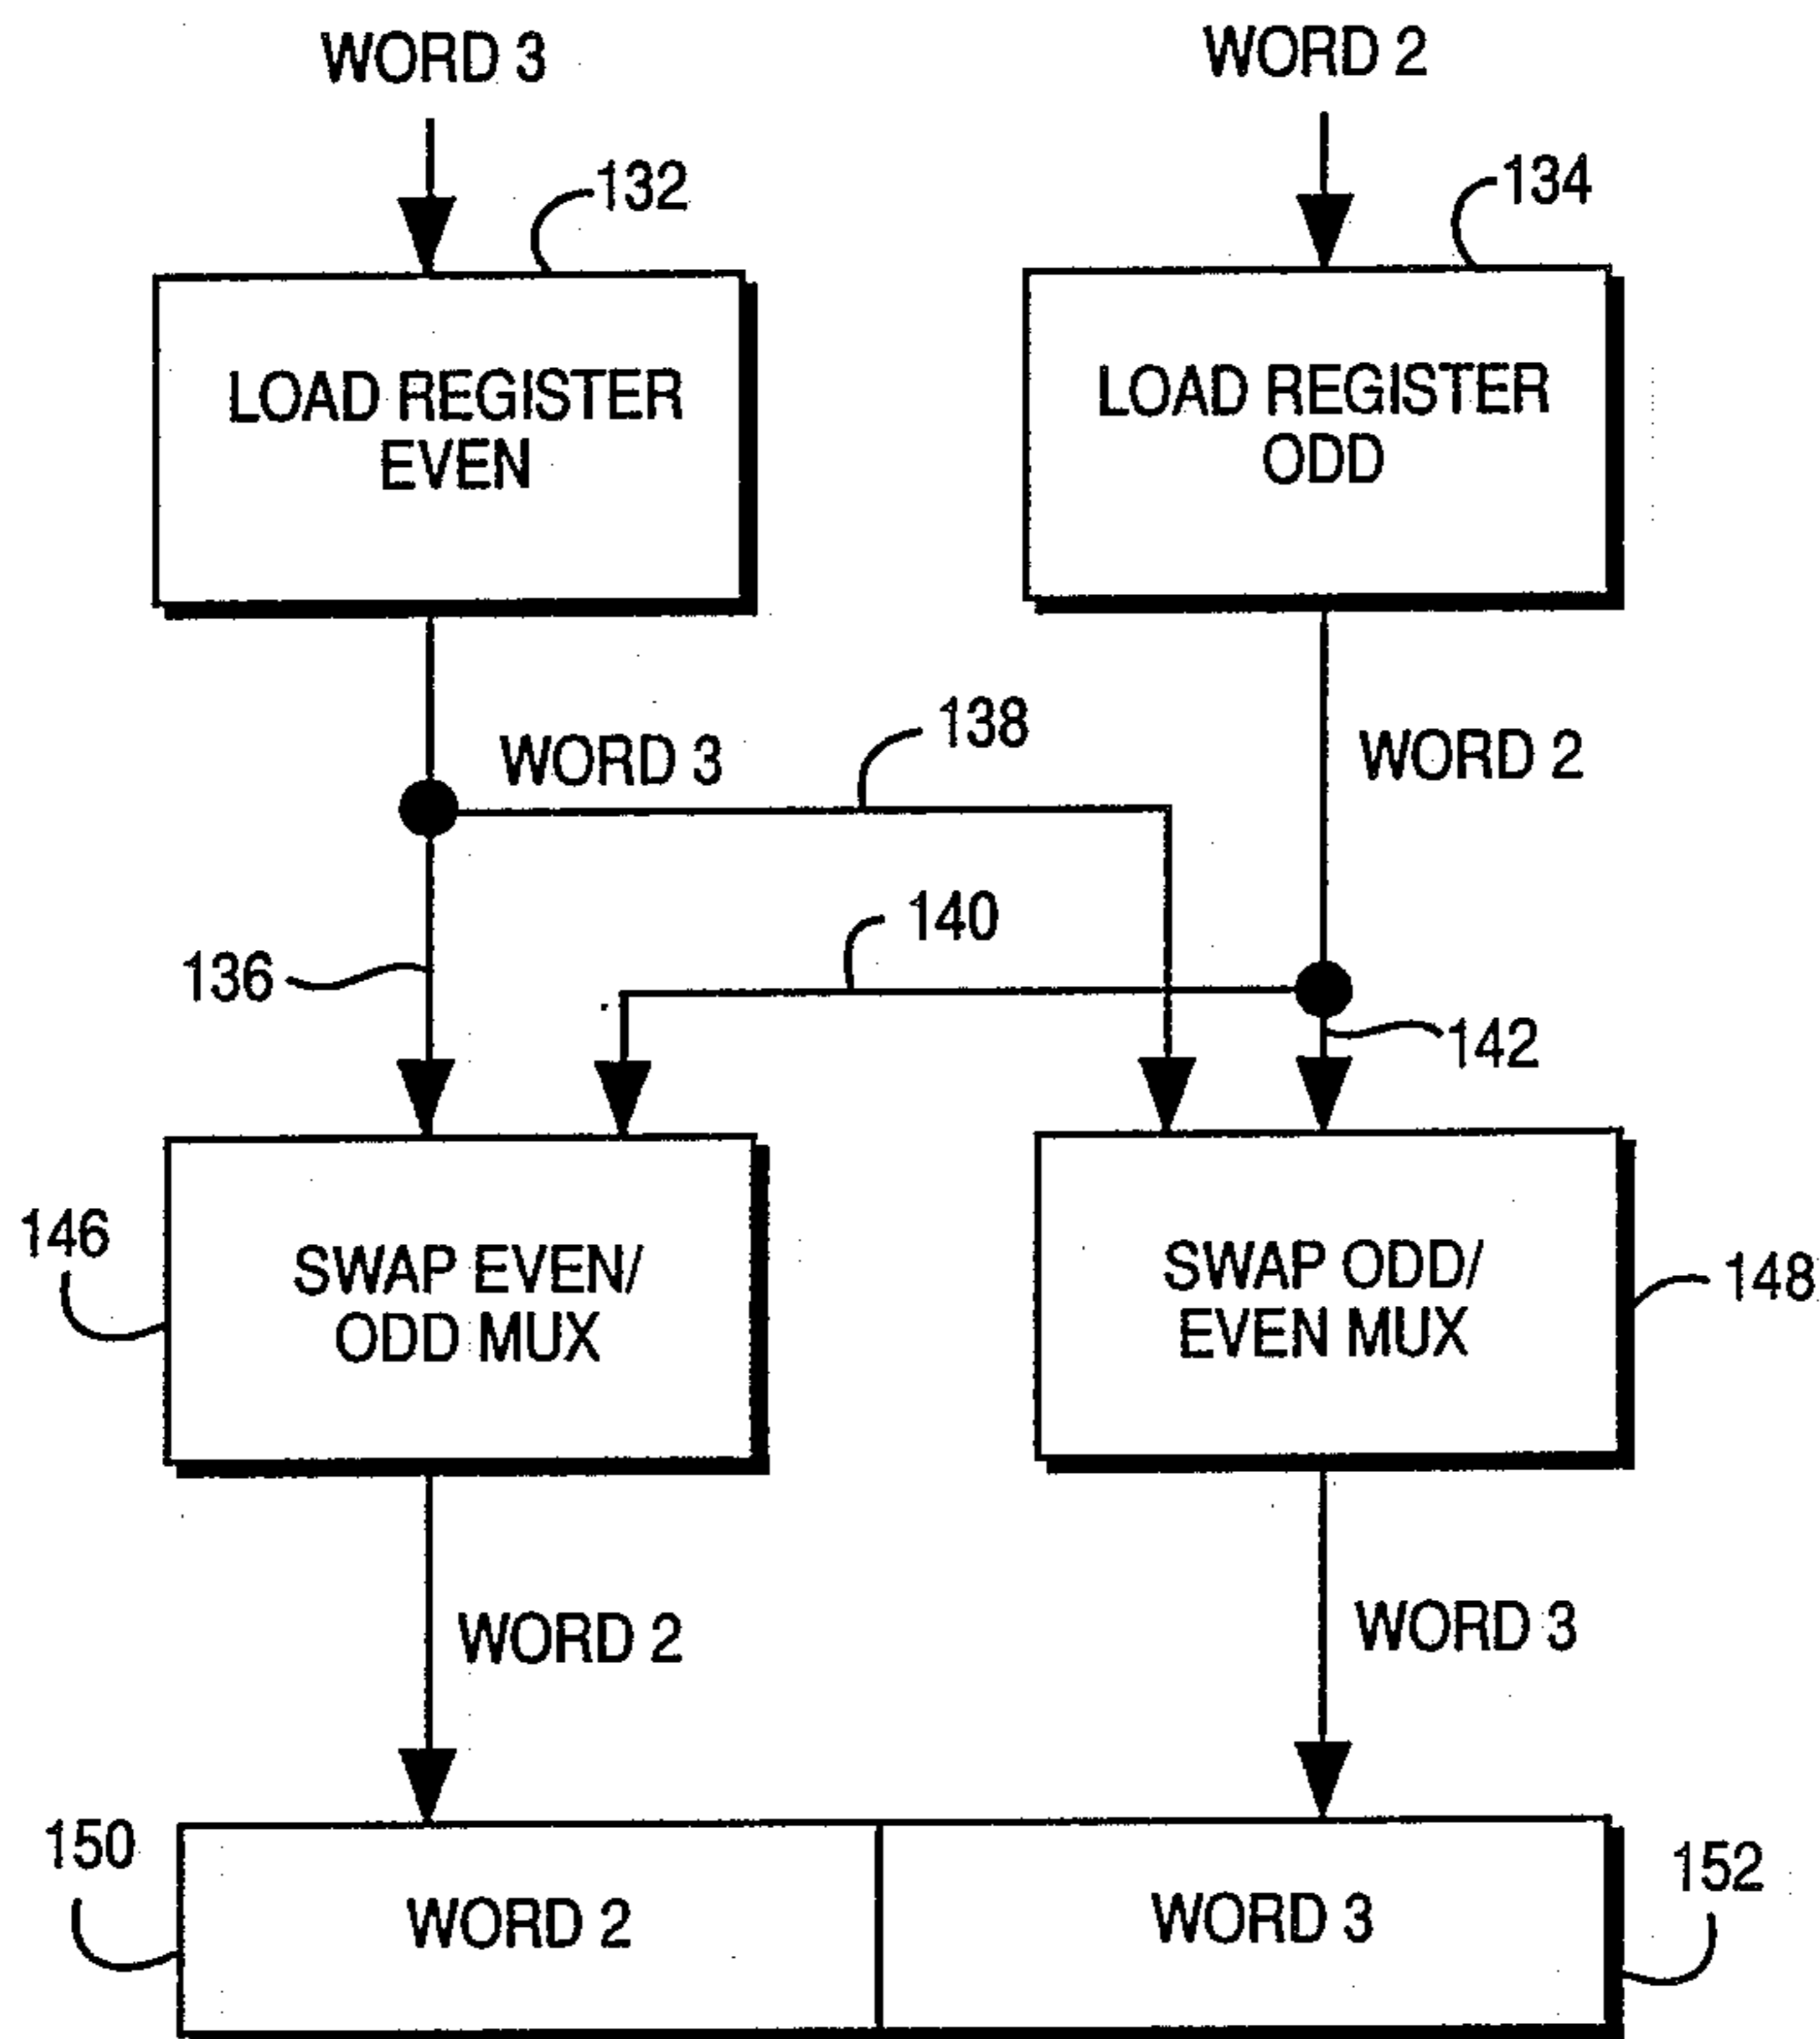 WORD 3
WORD 2
132
134
LOAD REGISTER
EVEN
LOAD REGISTER
ODD
138
WORD 3
WORD 2
140
136
142
146
SWAP EVEN/
ODD MUX
SWAP ODD/
EVEN MUX
148
WORD 2
WORD 3
150
WORD 2
WORD 3
152